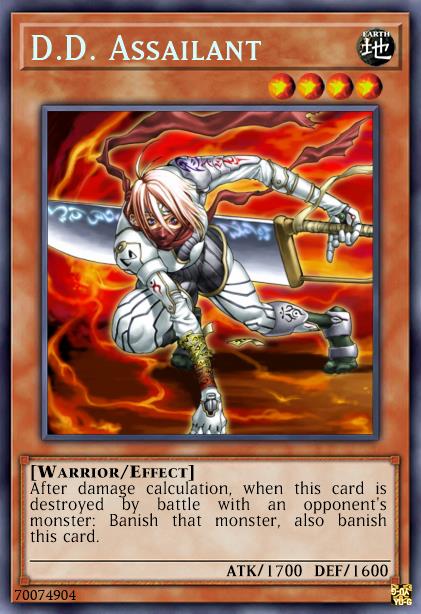 D.D. Assailant
EARTH
地
[Warrior/Effect]
After damage calculation, when this card is
destroyed by battle with an opponent's
monster: Banish that monster, also banish
this card.
ATK/1700 DEF/1600
70074904